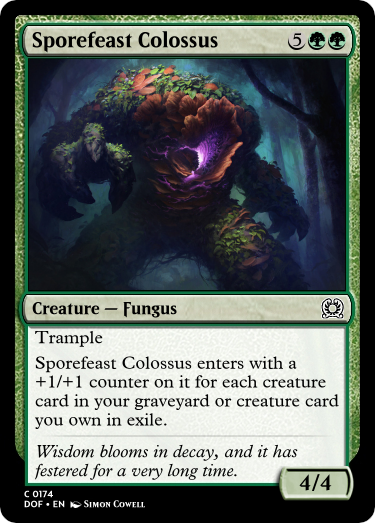 Sporefeast Colossus 5
Creature — Fungus
Trample
Sporefeast Colossus enters with a
+1/+1 counter on it for each creature
card in your graveyard or creature card
you own in exile.
Wisdom blooms in decay, and it has
festered for a very long time.
4/4
C 0174
DOF • EN Simon Cowell